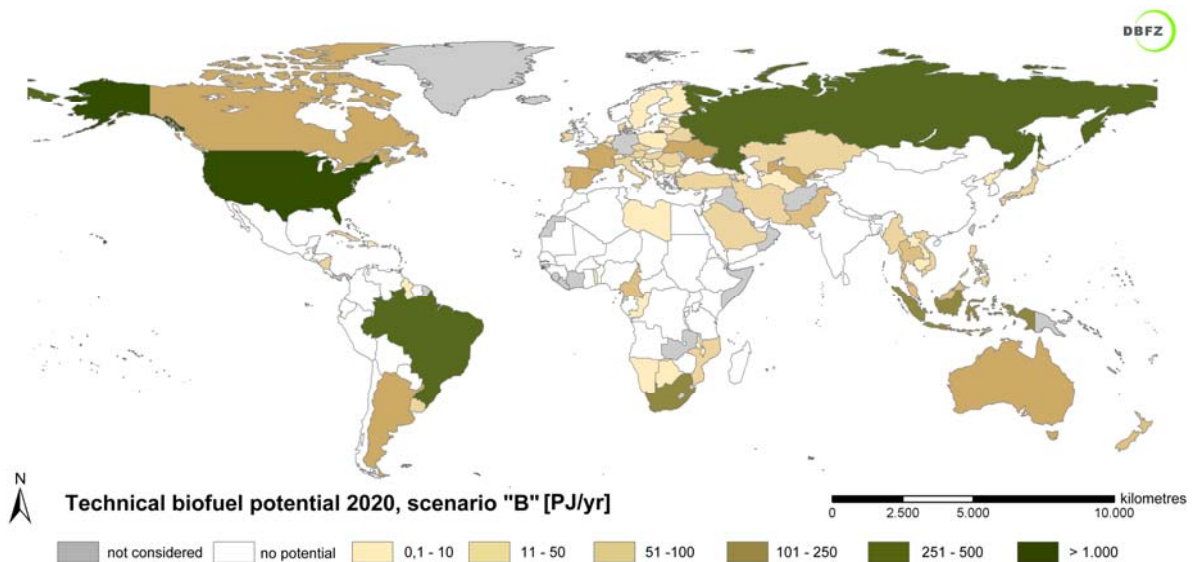 DBFZ
N
Technical biofuel potential 2020, scenario "B" [PJ/yr]
kilometres
0 2.500 5.000 10.000
not considered no potential 0,1 - 10 11 - 50 51 -100 101 - 250 251 - 500 > 1.000